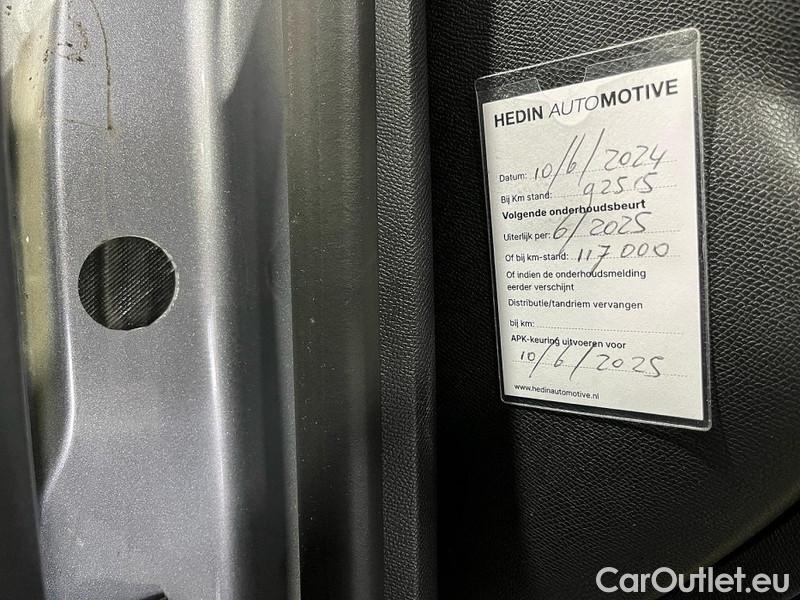 HEDIN AUTOMOTIVE
Datum: 10/6/2024
Bij Km stand: 92515
Volgende onderhoudsbeurt
Uiterlijk per: 6/2025
Of bij km-stand: 117 000
Of indien de onderhoudsmelding
eerder verschijnt
Distributie/tandriem vervangen
bij km:
APK-keuring uitvoeren voor
10/6/2025
www.hedinautomotive.nl
CarOutlet.eu